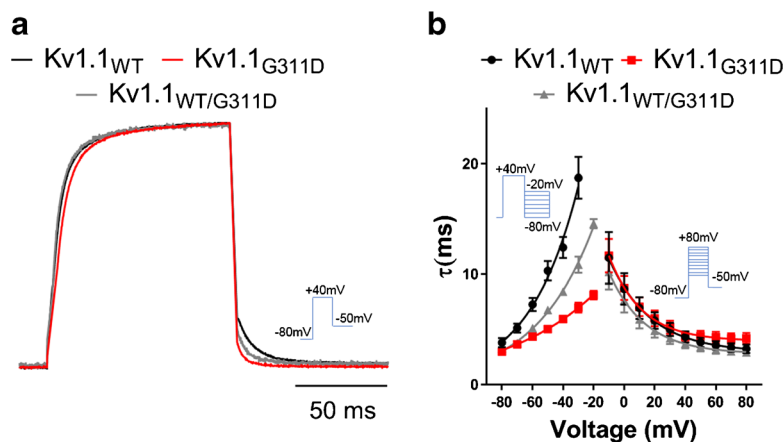 a
Kv1.1WT Kv1.1G311D
Kv1.1WT/G311D
+40mV
-80mV -50mV
50 ms
b
Kv1.1WT Kv1.1G311D
Kv1.1WT/G311D
τ(ms)
20
10
0
+40mV
-20mV
-80mV
+80mV
-80mV -50mV
-80 -60 -40 -20 0 20 40 60 80
Voltage (mV)